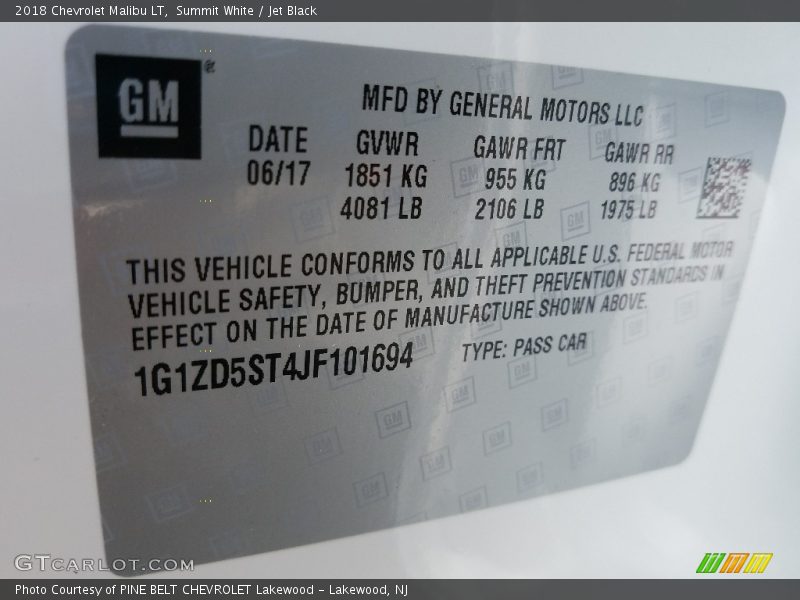 2018 Chevrolet Malibu LT,  Summit White / Jet Black
GM®
MFD BY GENERAL MOTORS LLC
DATE GVWR GAWR FRT GAWR RR
06/17 1851 KG 955 KG 896 KG
4081 LB 2106 LB 1975 LB
THIS VEHICLE CONFORMS TO ALL APPLICABLE U.S. FEDERAL MOTOR
VEHICLE SAFETY, BUMPER, AND THEFT PREVENTION STANDARDS IN
EFFECT ON THE DATE OF MANUFACTURE SHOWN ABOVE.
1G1ZD5ST4JF101694 TYPE: PASS CAR
GTCARLOT.COM
Photo Courtesy of PINE BELT CHEVROLET Lakewood - Lakewood, NJ